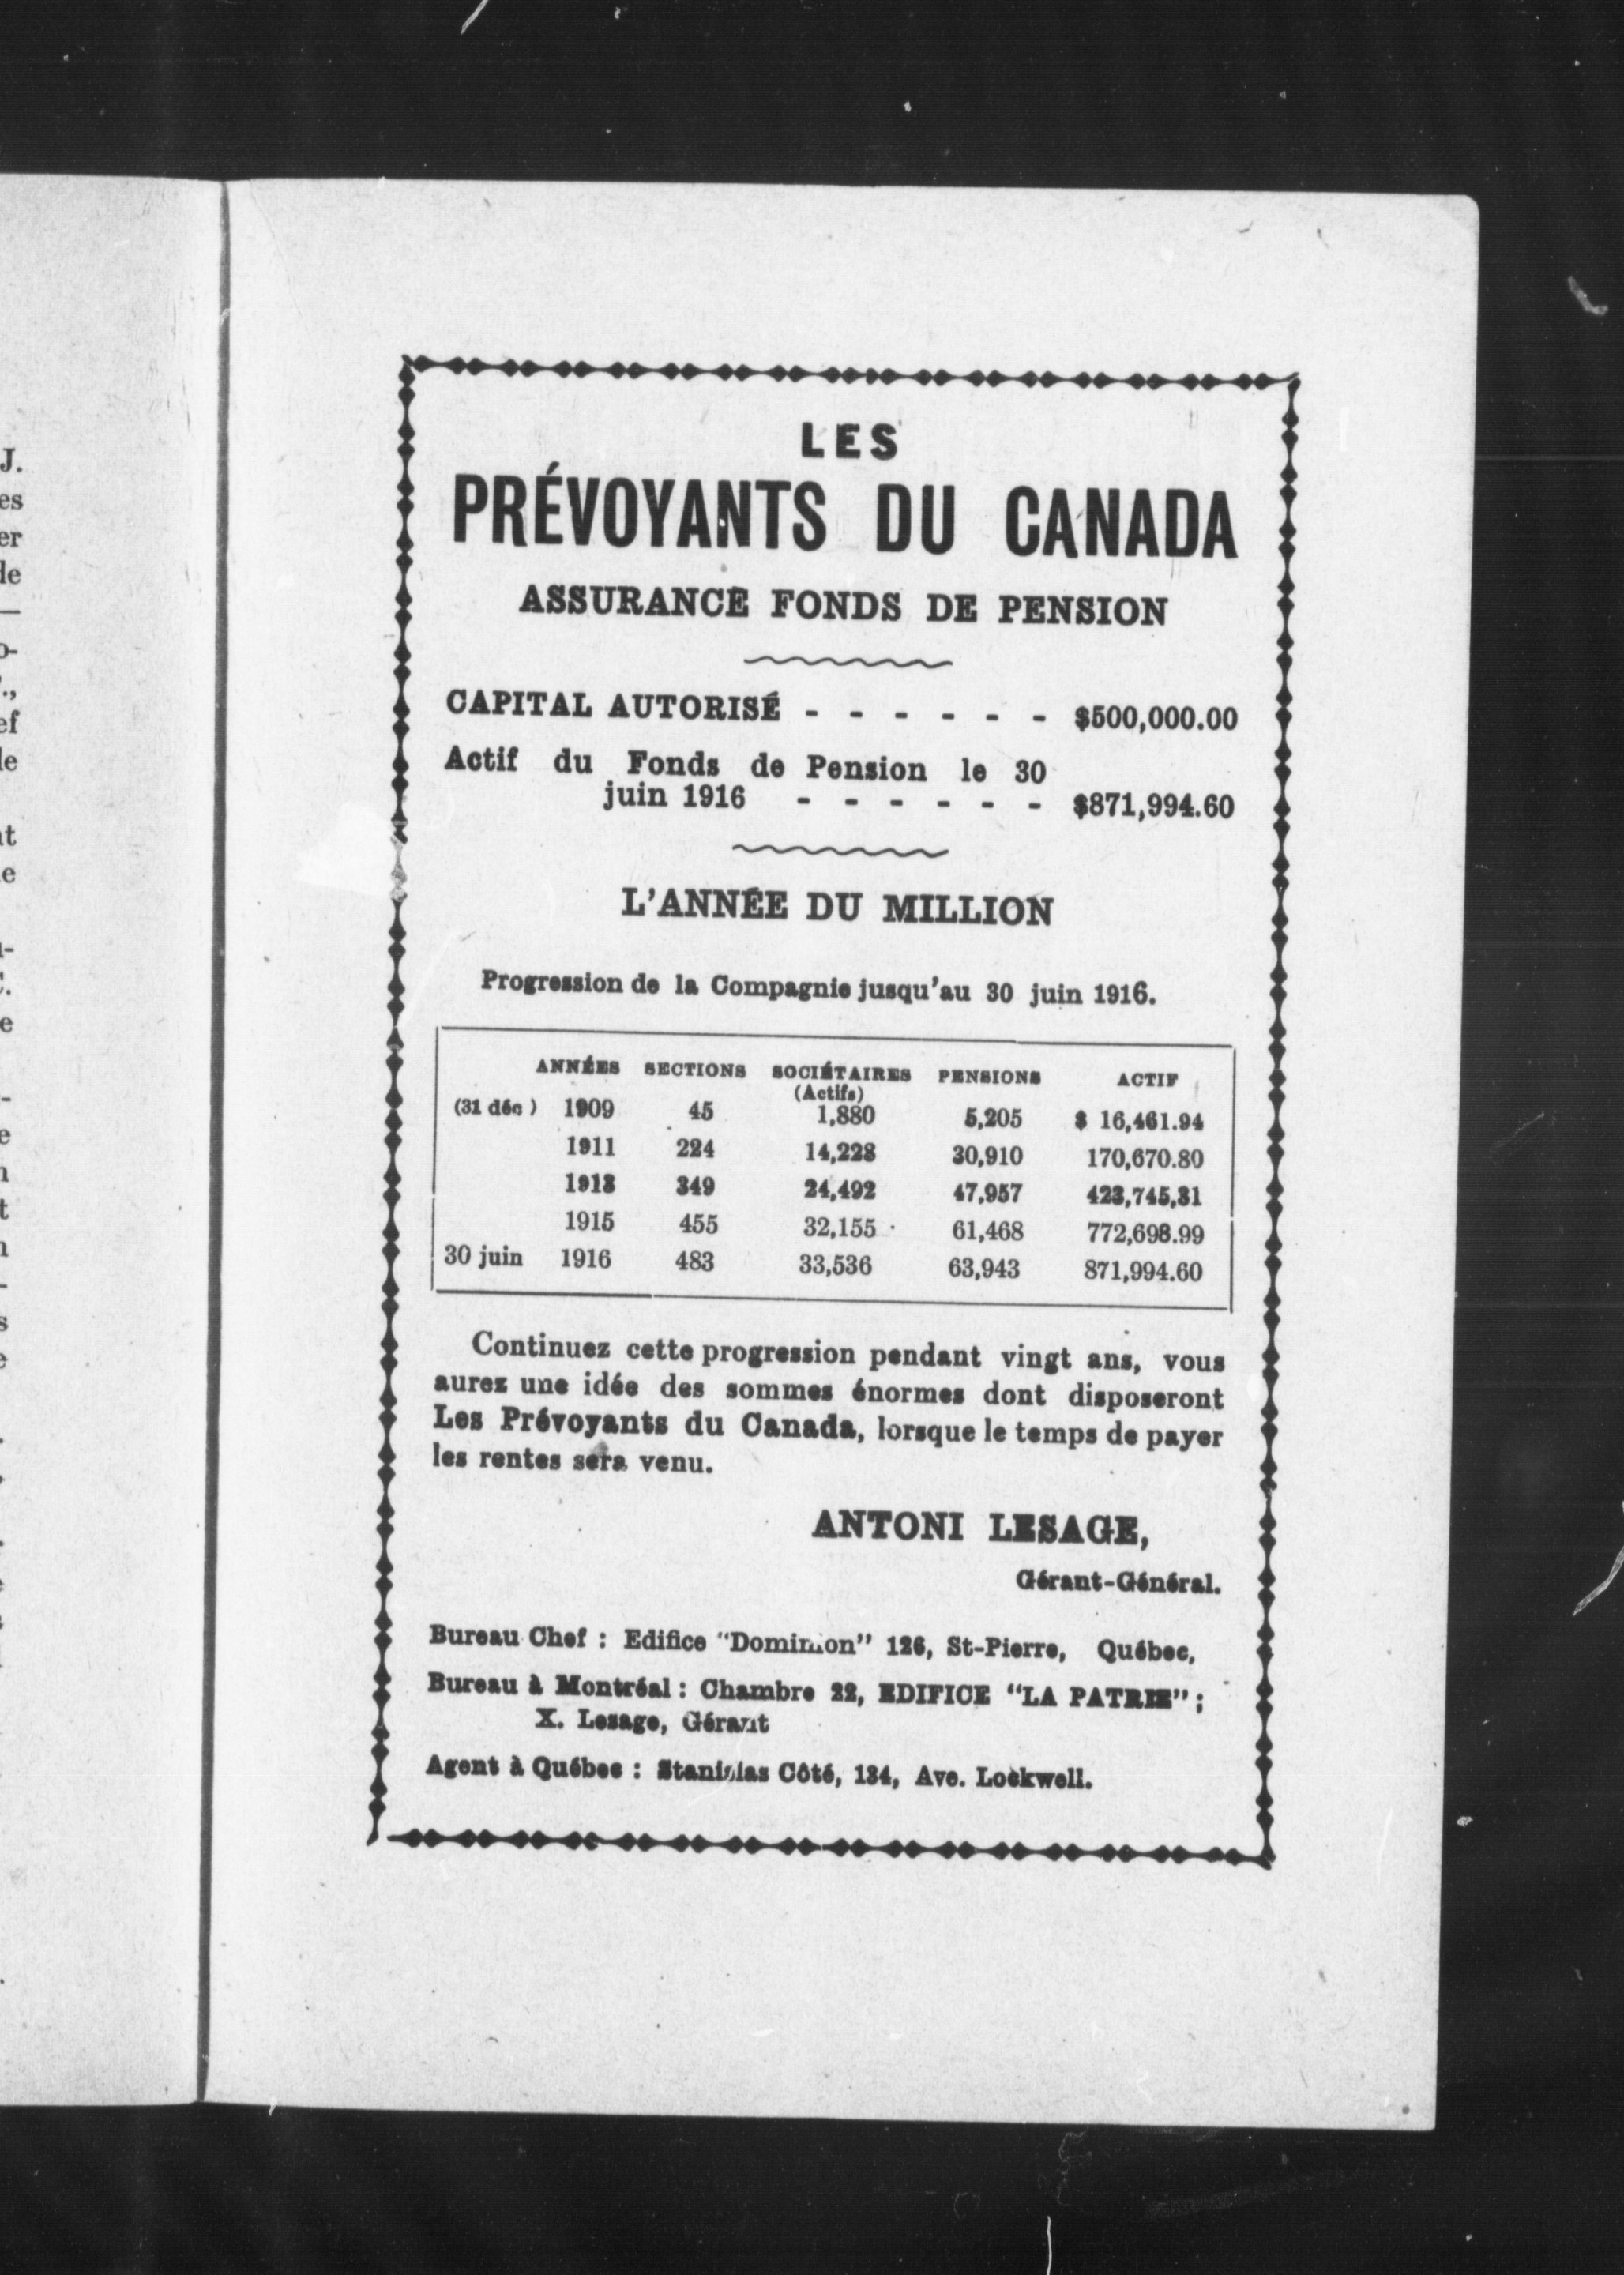 LES
PRÉVOYANTS DU CANADA
ASSURANCE FONDS DE PENSION
CAPITAL AUTORISÉ - - - - - - $500,000.00
Actif du Fonds de Pension le 30
juin 1916 - - - - - - $871,994.60
L'ANNÉE DU MILLION
Progression de la Compagnie jusqu'au 30 juin 1916.
ANNÉES SECTIONS SOCIÉTAIRES PENSIONS ACTIF
(Actifs)
(31 déc) 1909 45 1,880 5,205 $ 16,461.94
1911 224 14,228 30,910 170,670.80
1913 349 24,492 47,957 423,745,31
1915 455 32,155 61,468 772,698.99
30 juin 1916 483 33,536 63,943 871,994.60
Continuez cette progression pendant vingt ans, vous
aurez une idée des sommes énormes dont disposeront
Les Prévoyants du Canada, lorsque le temps de payer
les rentes sera venu.
ANTONI LESAGE,
Gérant-Général.
Bureau Chef : Edifice "Dominion" 126, St-Pierre, Québec,
Bureau à Montréal : Chambre 22, EDIFICE "LA PATRIE" ;
X. Lesage, Gérant
Agent à Québec : Stanislas Côté, 134, Ave. Lockwell.